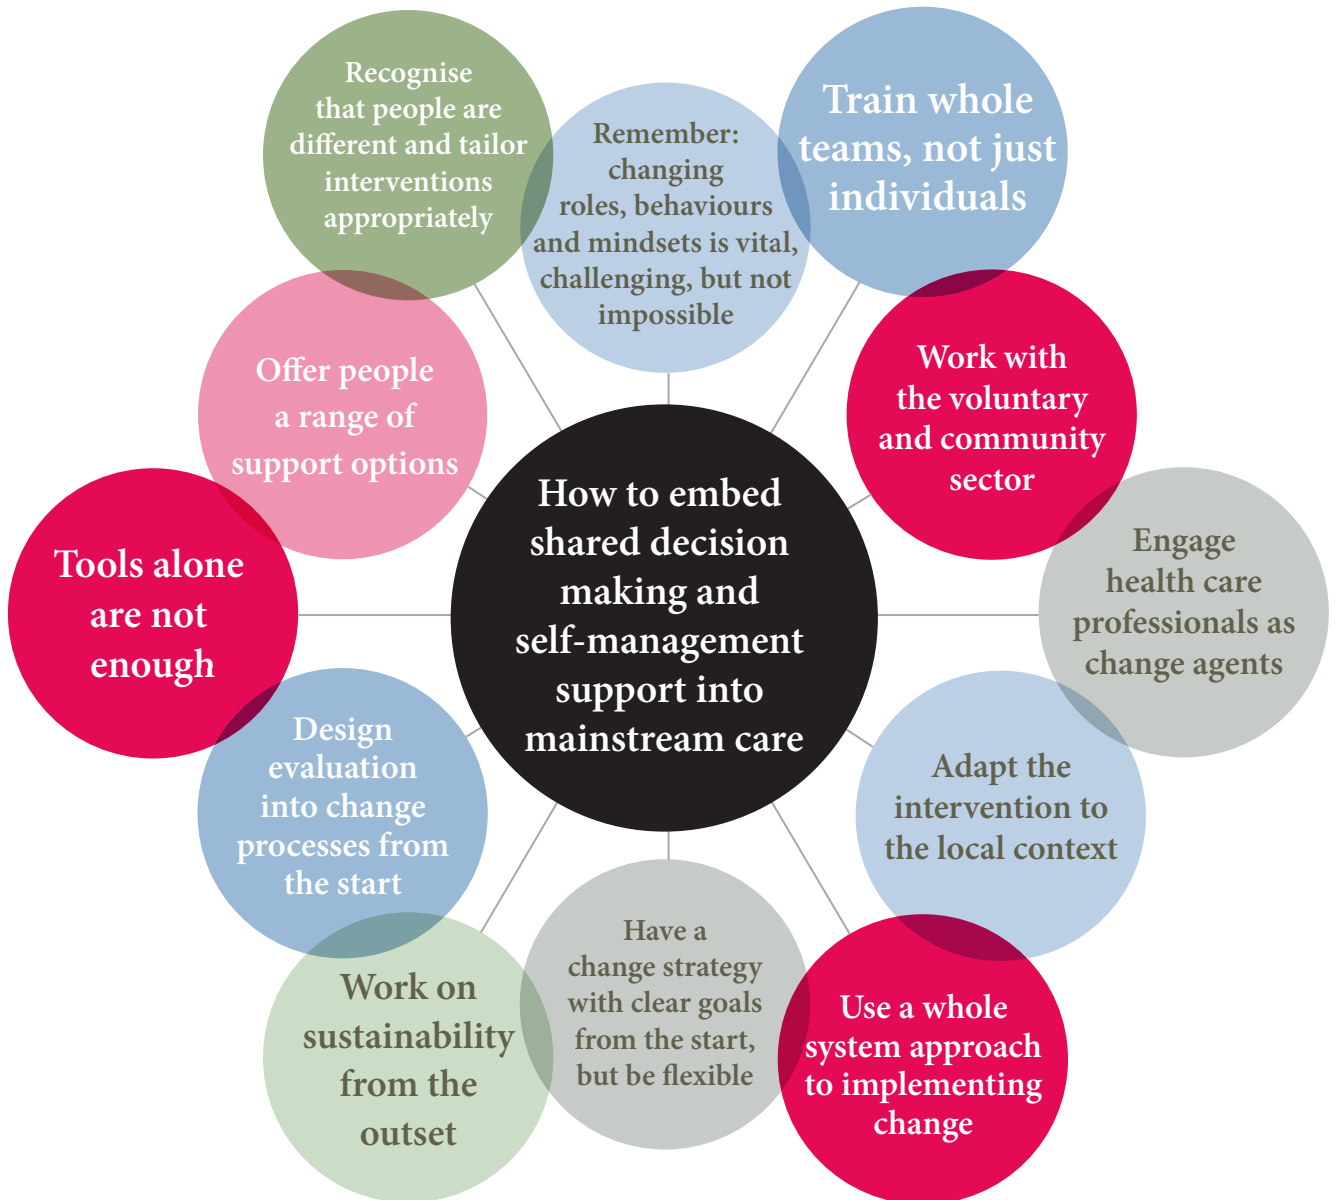 Recognise
that people are
different and tailor
interventions
appropriately
Remember:
changing
roles, behaviours
and mindsets is vital,
challenging, but not
impossible
Train whole
teams, not just
individuals
Offer people
a range of
support options
Work with
the voluntary
and community
sector
Tools alone
are not
enough
How to embed
shared decision
making and
self-management
support into
mainstream care
Engage
health care
professionals as
change agents
Design
evaluation
into change
processes from
the start
Adapt the
intervention to
the local context
Work on
sustainability
from the
outset
Have a
change strategy
with clear goals
from the start,
but be flexible
Use a whole
system approach
to implementing
change